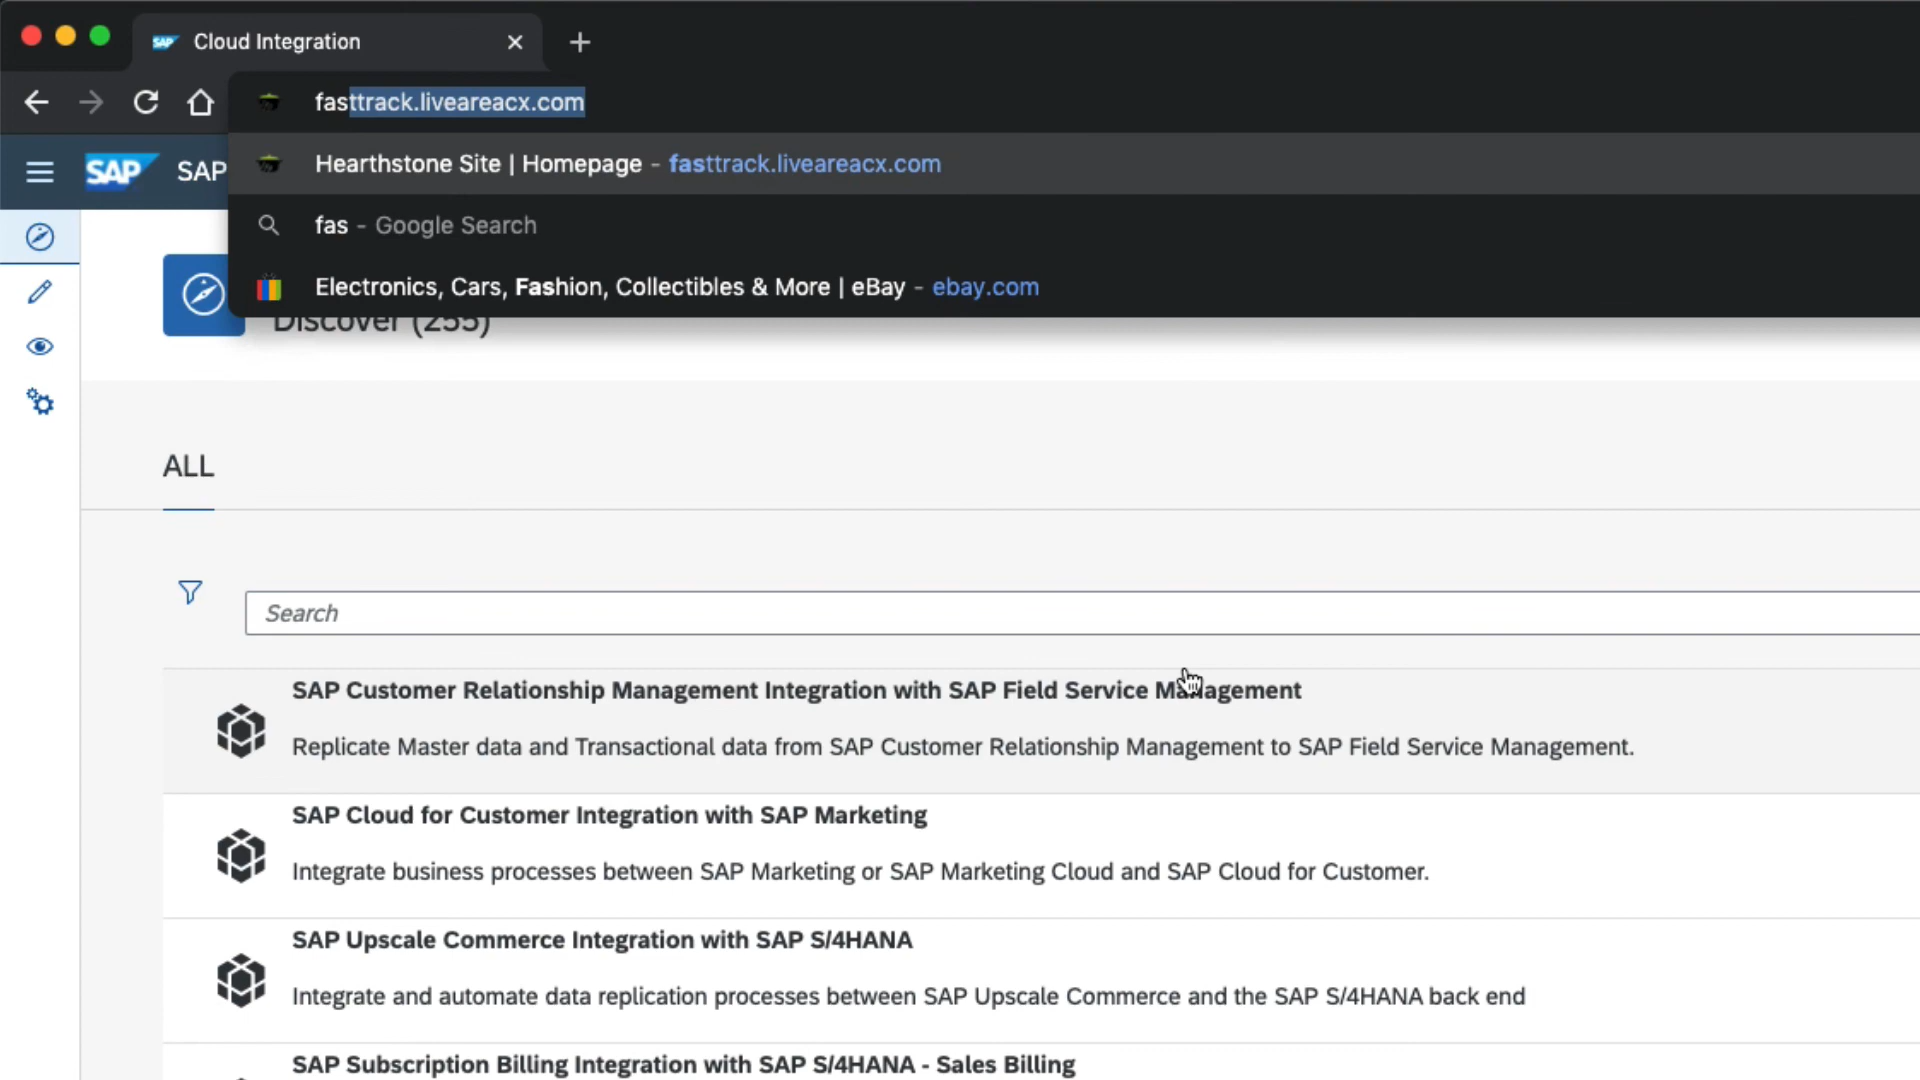 SAP Cloud Integration
fasttrack.liveareacx.com
SAP SAP
Hearthstone Site | Homepage - fasttrack.liveareacx.com
fas - Google Search
Electronics, Cars, Fashion, Collectibles & More | eBay - ebay.com
Discover (255)
ALL
Search
SAP Customer Relationship Management Integration with SAP Field Service Management
Replicate Master data and Transactional data from SAP Customer Relationship Management to SAP Field Service Management.
SAP Cloud for Customer Integration with SAP Marketing
Integrate business processes between SAP Marketing or SAP Marketing Cloud and SAP Cloud for Customer.
SAP Upscale Commerce Integration with SAP S/4HANA
Integrate and automate data replication processes between SAP Upscale Commerce and the SAP S/4HANA back end
SAP Subscription Billing Integration with SAP S/4HANA - Sales Billing